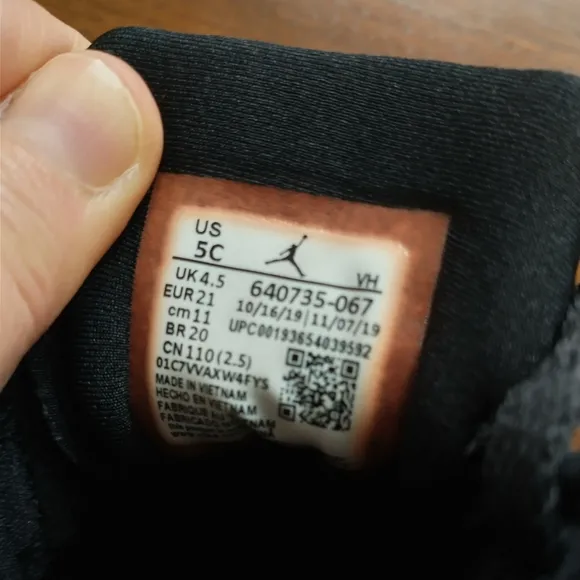 US
5C
VH
UK4.5
640735-067
EUR21
10/16/19 11/07/19
cm11
UPC00193654039592
BR20
CN110(2.5)
01C7VVAXW4FYS
MADE IN VIETNAM
HECHO EN VIETNAM
FABRIQUE VIETNAM
FABRICADO